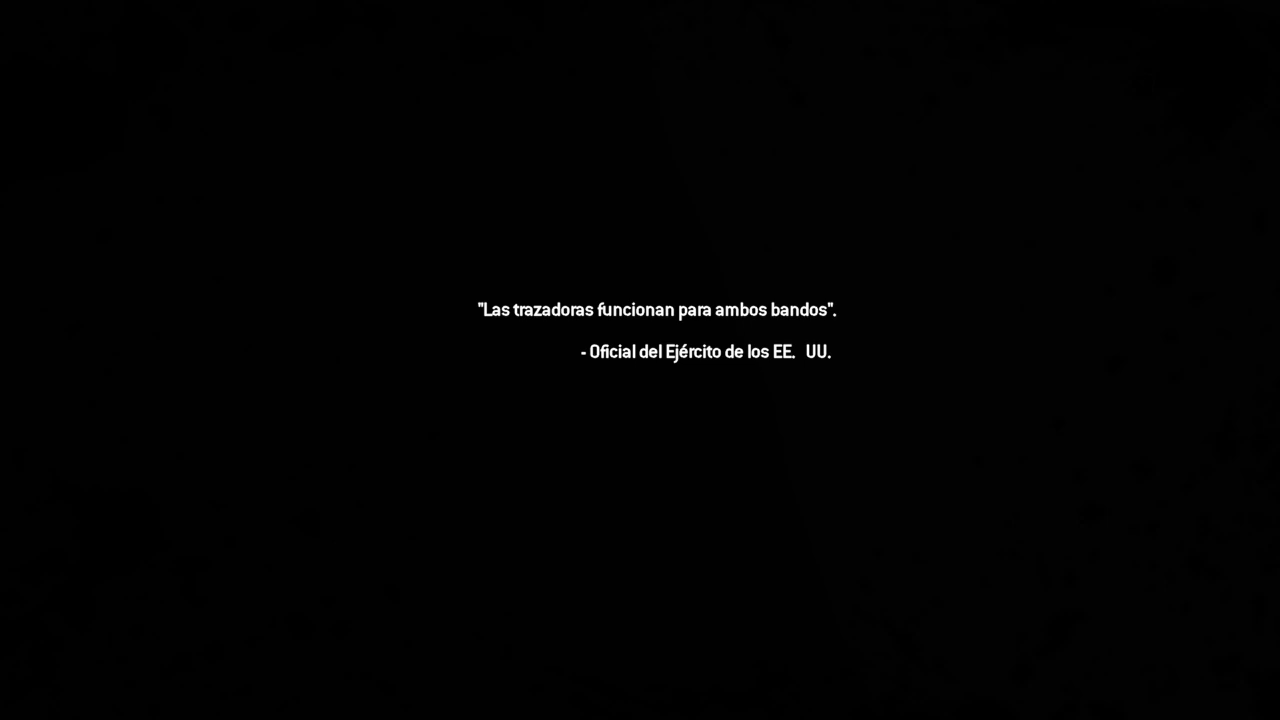 "Las trazadoras funcionan para ambos bandos".
- Oficial del Ejército de los EE. UU.